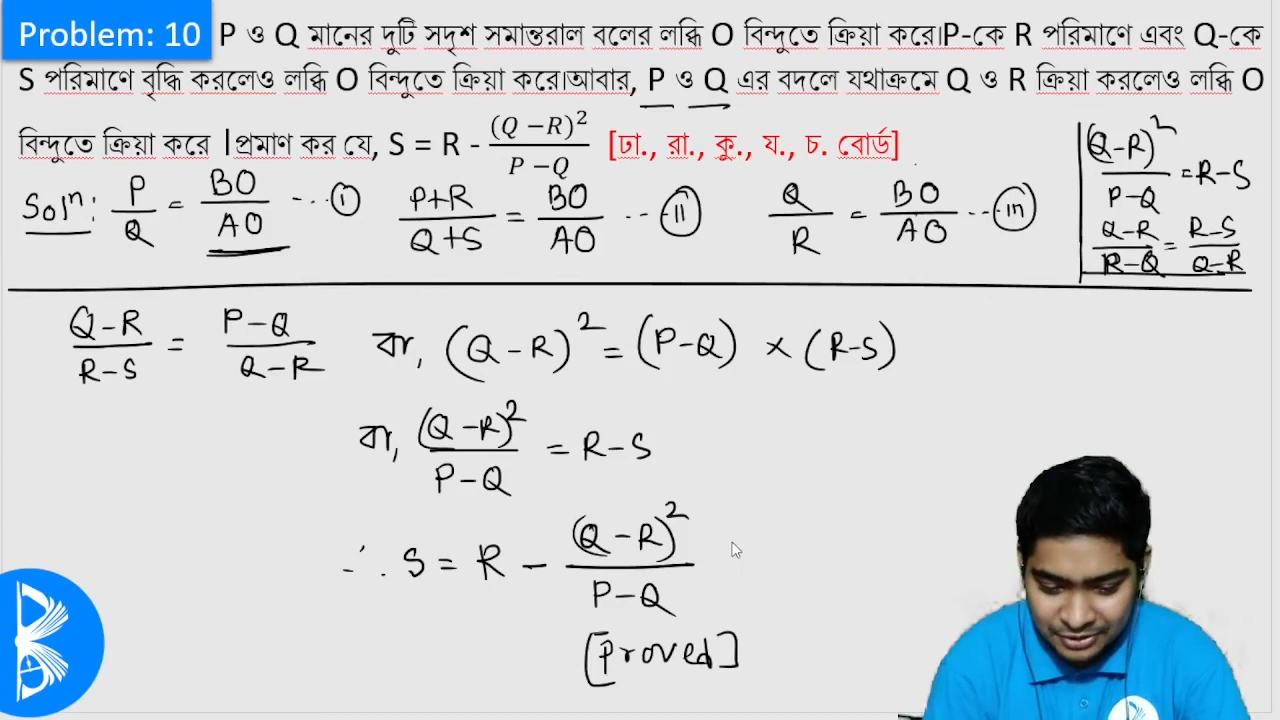 Problem: 10 P ও Q মানের দুটি সদৃশ সমান্তরাল বলের লব্ধি O বিন্দুতে ক্রিয়া করে।P-কে R পরিমাণে এবং Q-কে
S পরিমাণে বৃদ্ধি করলেও লব্ধি O বিন্দুতে ক্রিয়া করে।আবার, P ও Q এর বদলে যথাক্রমে Q ও R ক্রিয়া করলেও লব্ধি O
বিন্দুতে ক্রিয়া করে ।প্রমাণ কর যে, S = R - (Q −R)²/(P −Q) [ঢা., রা., কু., য., চ. বোর্ড]
Solⁿ: P/Q = BO/AO --- (i) (P+R)/(Q+S) = BO/AO --- (ii) Q/R = BO/AO --- (iii)
(Q-R)²/(P-Q) = R-S
(Q-R)/(R-Q) = (R-S)/(Q-R)
(Q-R)/(R-S) = (P-Q)/(Q-R) বা, (Q-R)² = (P-Q) × (R-S)
বা, (Q-R)²/(P-Q) = R-S
∴ S = R - (Q-R)²/(P-Q)
[Proved]